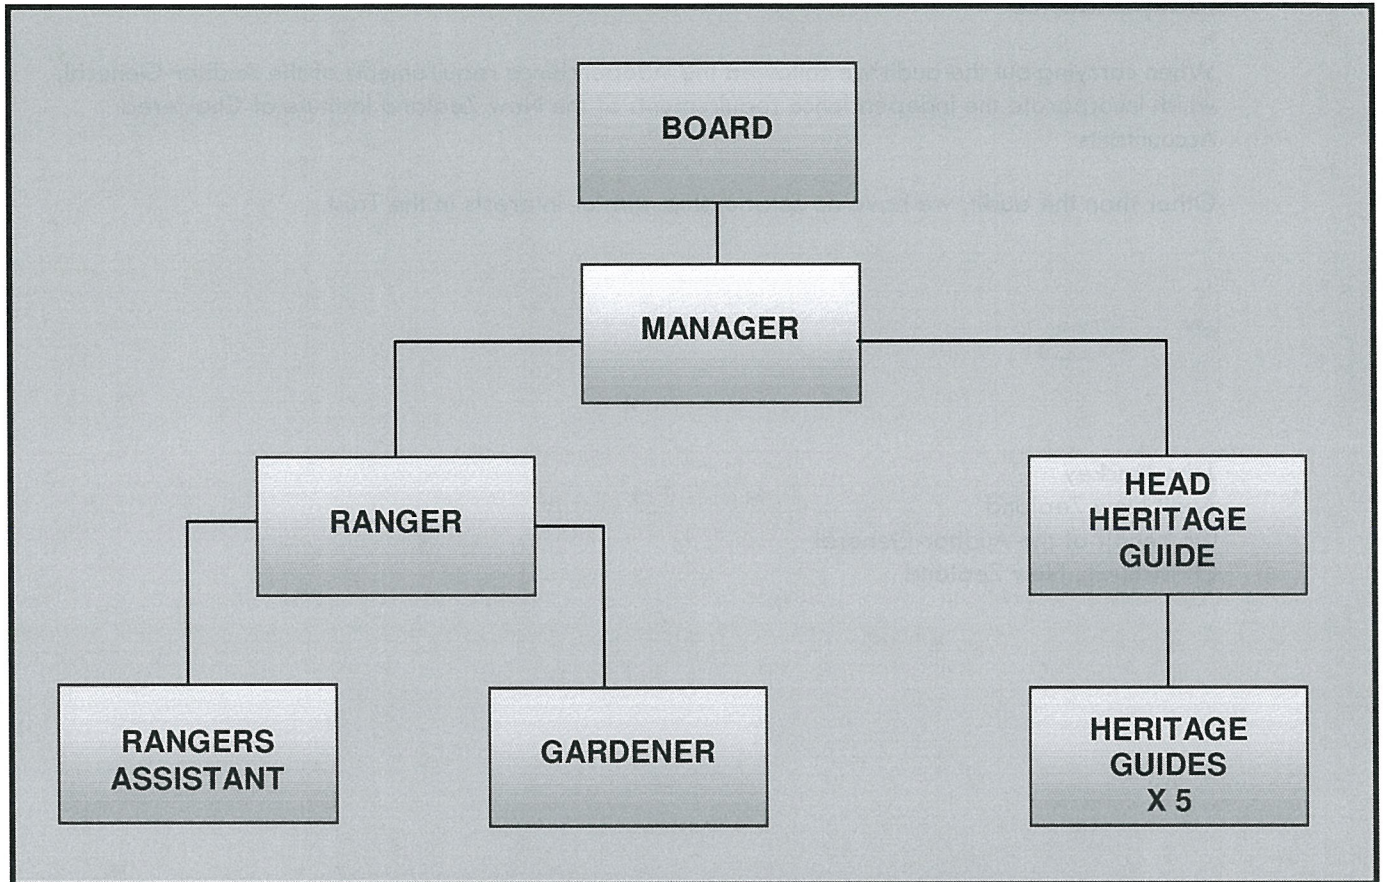 BOARD
MANAGER
RANGER
HEAD
HERITAGE
GUIDE
RANGERS
ASSISTANT
GARDENER
HERITAGE
GUIDES
X 5